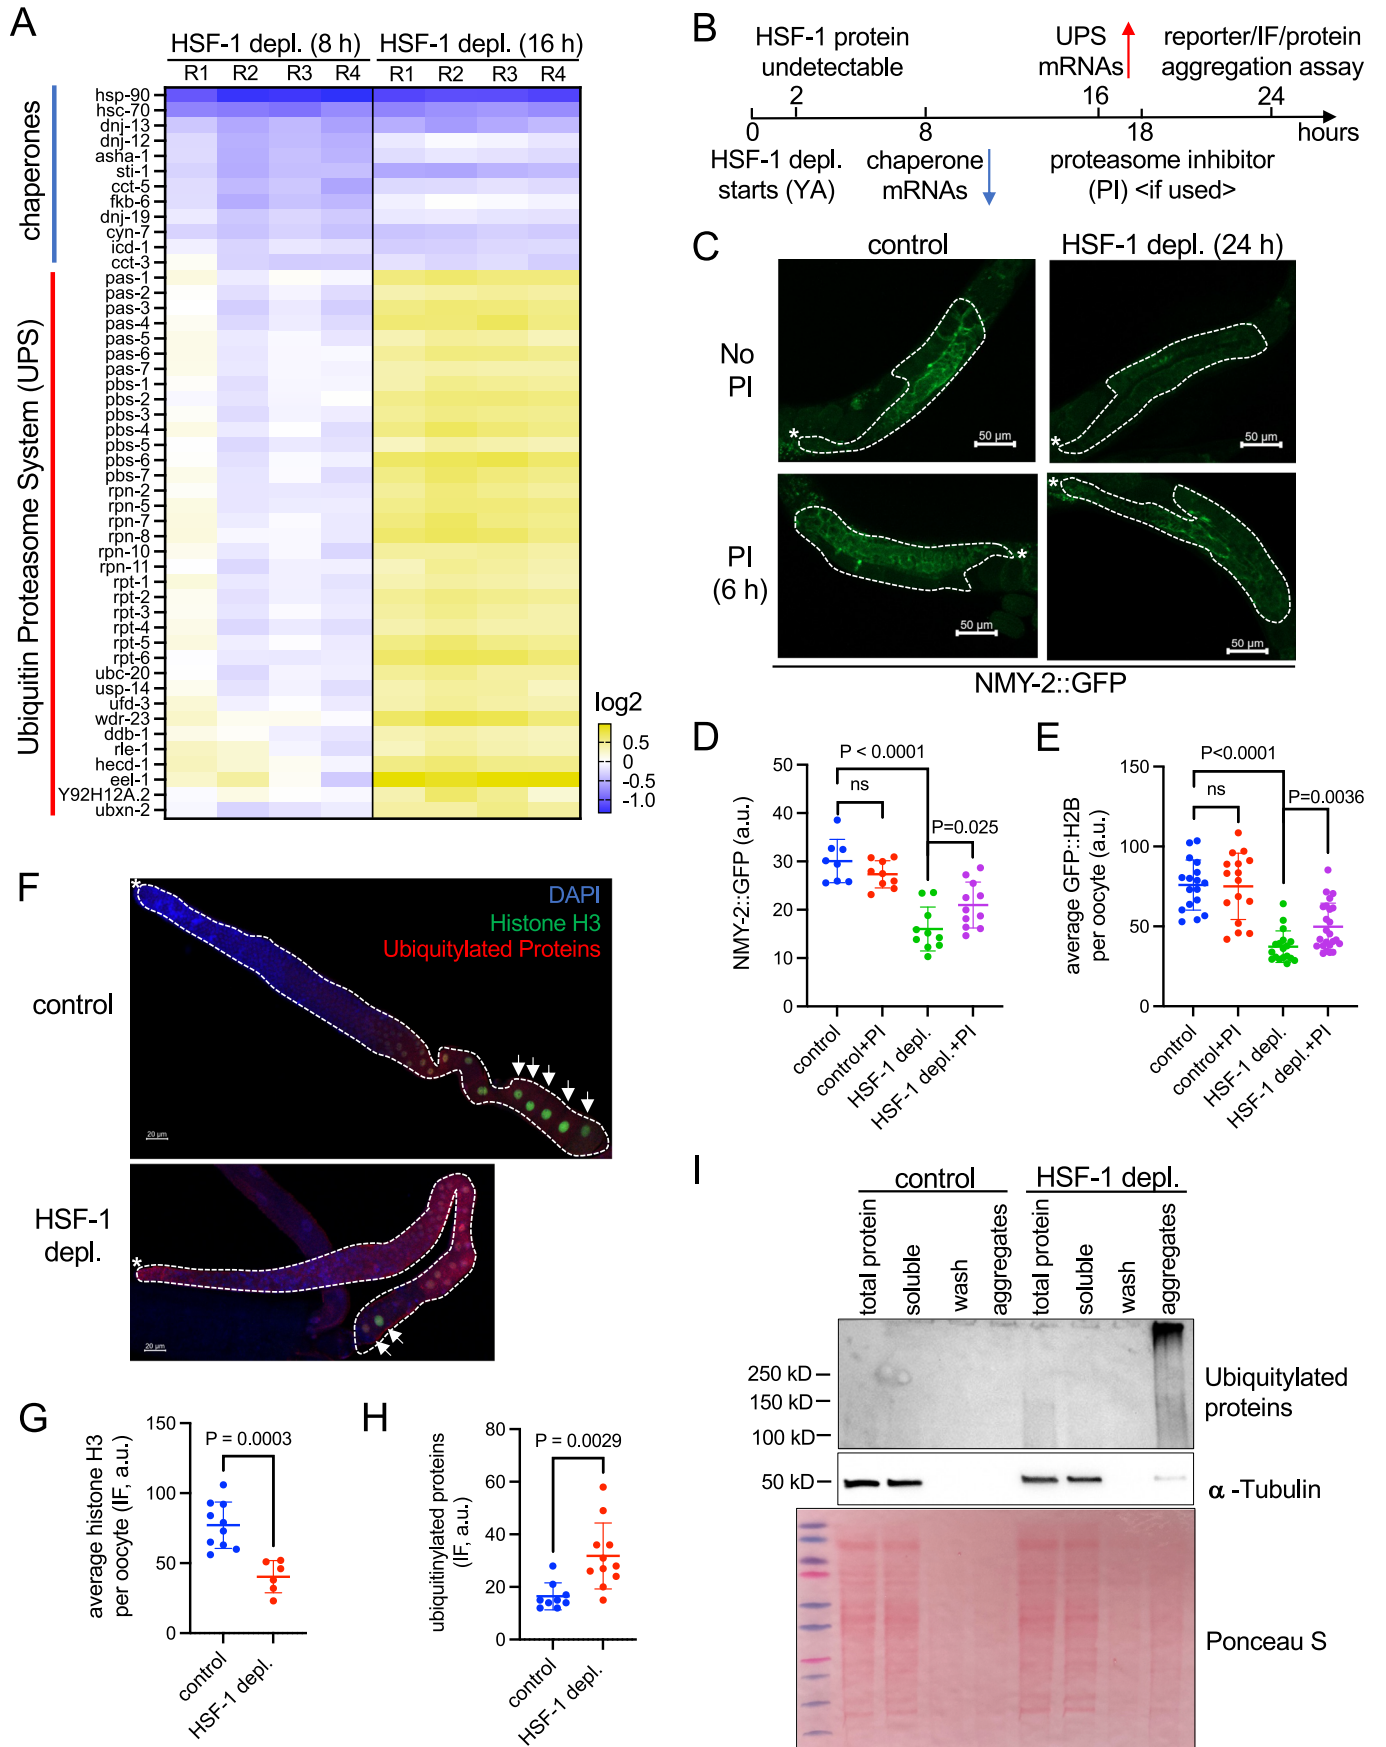 A
HSF-1 depl. (8 h) HSF-1 depl. (16 h)
R1 R2 R3 R4 R1 R2 R3 R4
chaperones
hsp-90
hsc-70
dnj-13
dnj-12
asha-1
sti-1
cct-5
fkb-6
dnj-19
cyn-7
icd-1
cct-3
Ubiquitin Proteasome System (UPS)
pas-1
pas-2
pas-3
pas-4
pas-5
pas-6
pas-7
pbs-1
pbs-2
pbs-3
pbs-4
pbs-5
pbs-6
pbs-7
rpn-2
rpn-5
rpn-7
rpn-8
rpn-10
rpn-11
rpt-1
rpt-2
rpt-3
rpt-4
rpt-5
rpt-6
ubc-20
usp-14
ufd-3
wdr-23
ddb-1
rle-1
hecd-1
eel-1
Y92H12A.2
ubxn-2
log2
0.5
0
-0.5
-1.0
B
HSF-1 protein
undetectable
UPS
mRNAs
reporter/IF/protein
aggregation assay
2 16 24
0 8 18 hours
HSF-1 depl.
starts (YA)
chaperone
mRNAs
proteasome inhibitor
(PI) <if used>
C
control HSF-1 depl. (24 h)
No
PI
* 50 µm
* 50 µm
PI
(6 h)
* 50 µm
* 50 µm
NMY-2::GFP
D
P < 0.0001
ns
P=0.025
NMY-2::GFP (a.u.)
50
40
30
20
10
0
control
control+PI
HSF-1 depl.
HSF-1 depl.+PI
E
P<0.0001
ns
P=0.0036
average GFP::H2B
per oocyte (a.u.)
150
100
50
0
control
control+PI
HSF-1 depl.
HSF-1 depl.+PI
F
*
DAPI
Histone H3
Ubiquitylated Proteins
control
20 µm
HSF-1
depl.
*
20 µm
G
P = 0.0003
average histone H3
per oocyte (IF, a.u.)
150
100
50
0
control
HSF-1 depl.
H
P = 0.0029
ubiquitinylated proteins
(IF, a.u.)
80
60
40
20
0
control
HSF-1 depl.
I
control HSF-1 depl.
total protein
soluble
wash
aggregates
total protein
soluble
wash
aggregates
250 kD
150 kD
100 kD
Ubiquitylated
proteins
50 kD
α -Tubulin
Ponceau S